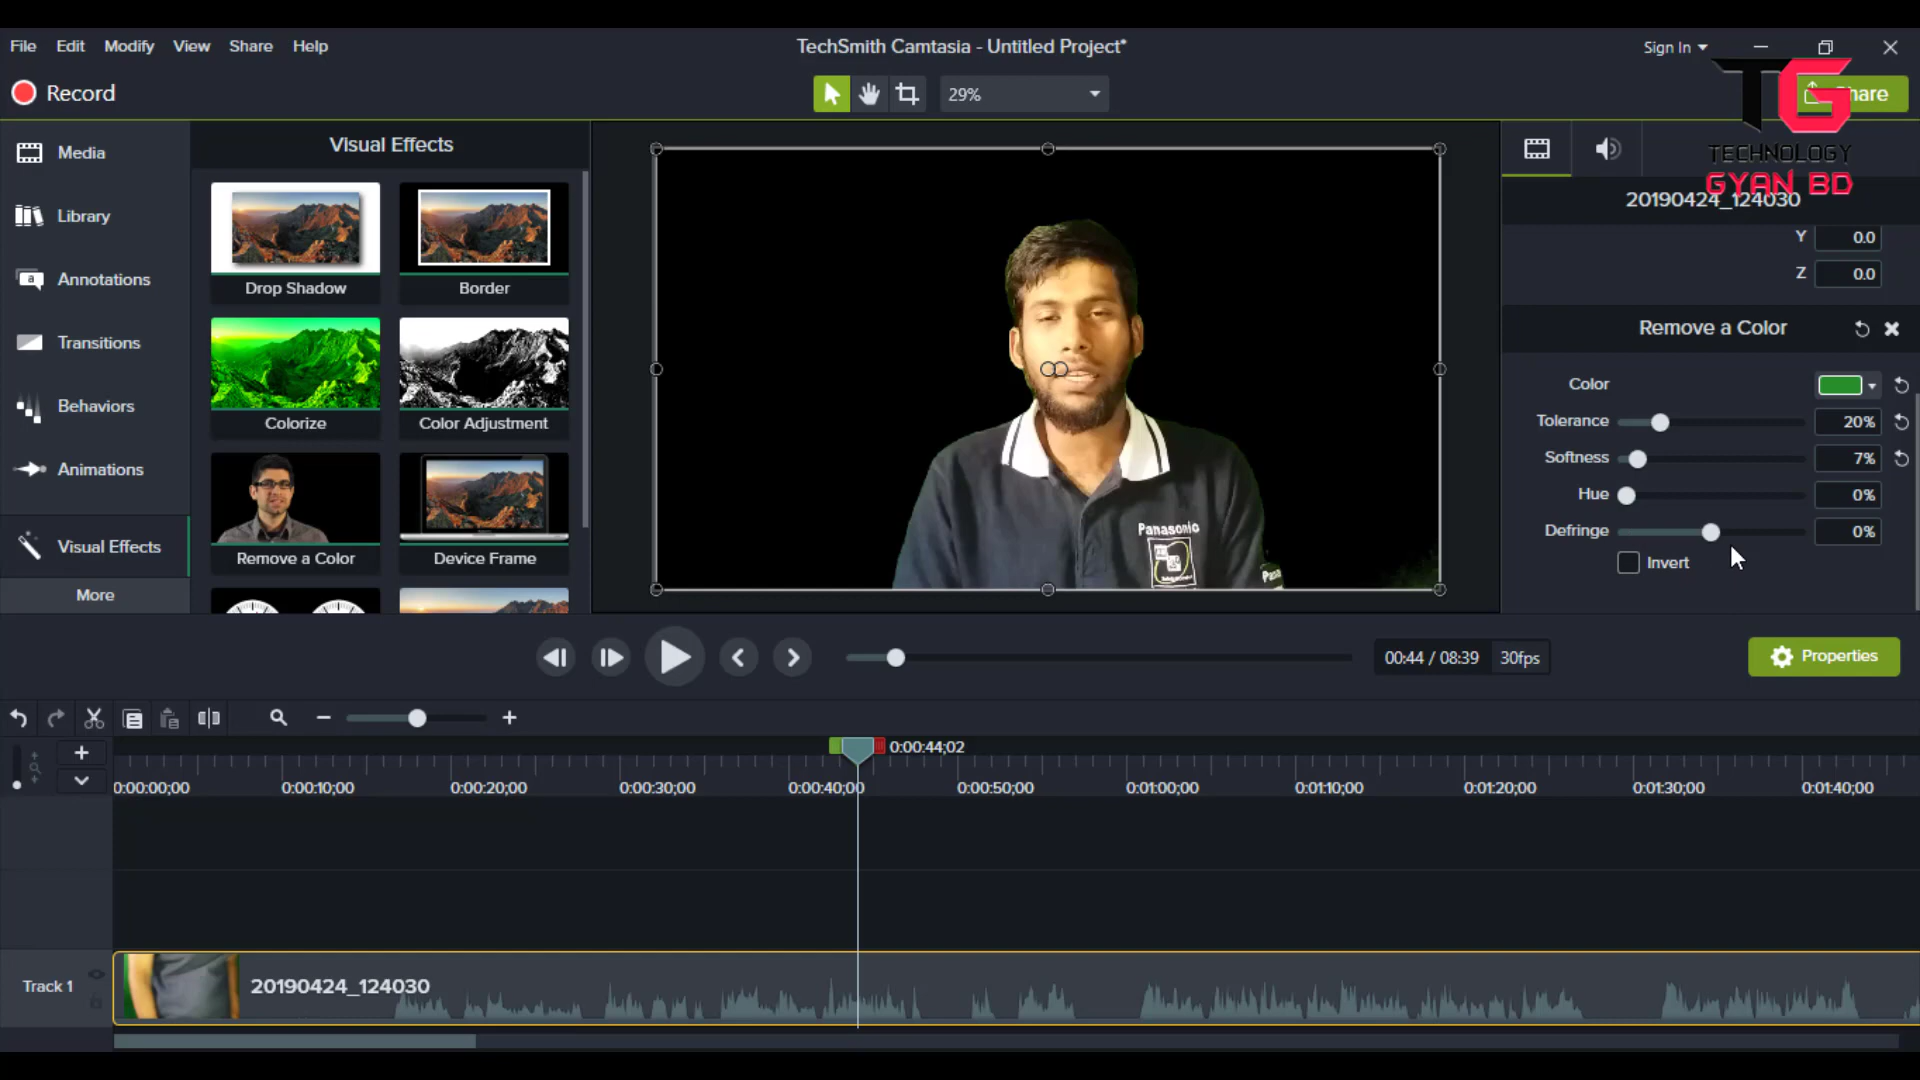 File Edit Modify View Share Help
TechSmith Camtasia - Untitled Project*
Sign In
Record
29%
Share
TG
TECHNOLOGY
GYAN BD
Media
Library
Annotations
Transitions
Behaviors
Animations
Visual Effects
More
Visual Effects
Drop Shadow
Border
Colorize
Color Adjustment
Remove a Color
Device Frame
Panasonic
20190424_124030
Y 0.0
Z 0.0
Remove a Color
Color
Tolerance 20%
Softness 7%
Hue 0%
Defringe 0%
Invert
00:44 / 08:39 30fps
Properties
0:00:44;02
0:00:00;00 0:00:10;00 0:00:20;00 0:00:30;00 0:00:40;00 0:00:50;00 0:01:00;00 0:01:10;00 0:01:20;00 0:01:30;00 0:01:40;00
Track 1
20190424_124030